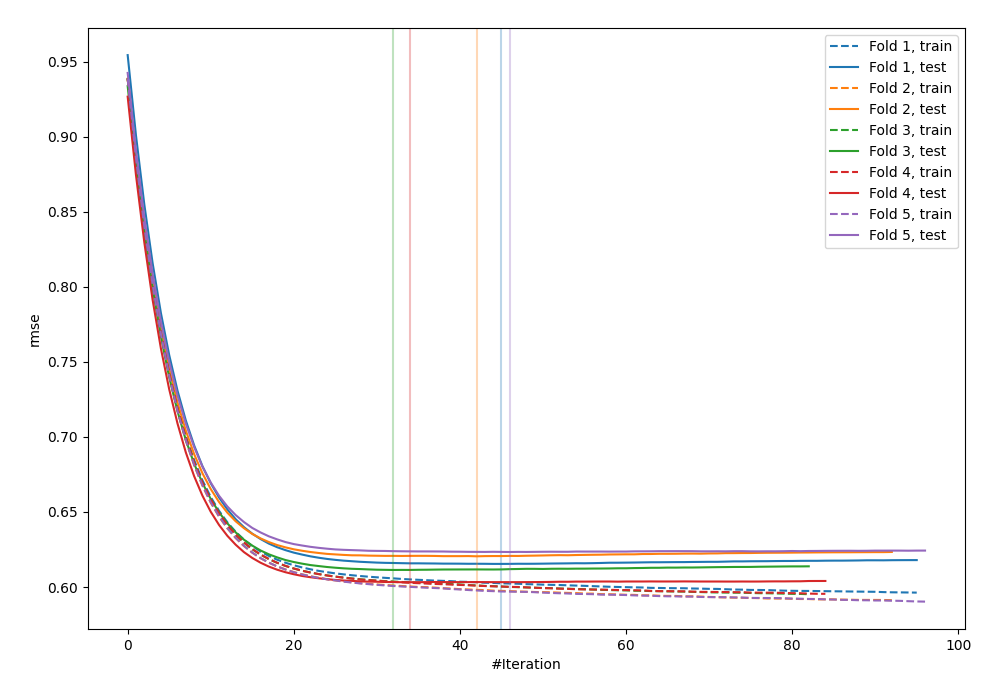 Fold 1, train
Fold 1, test
Fold 2, train
Fold 2, test
Fold 3, train
Fold 3, test
Fold 4, train
Fold 4, test
Fold 5, train
Fold 5, test
rmse
0.95
0.90
0.85
0.80
0.75
0.70
0.65
0.60
0 20 40 60 80 100
#Iteration